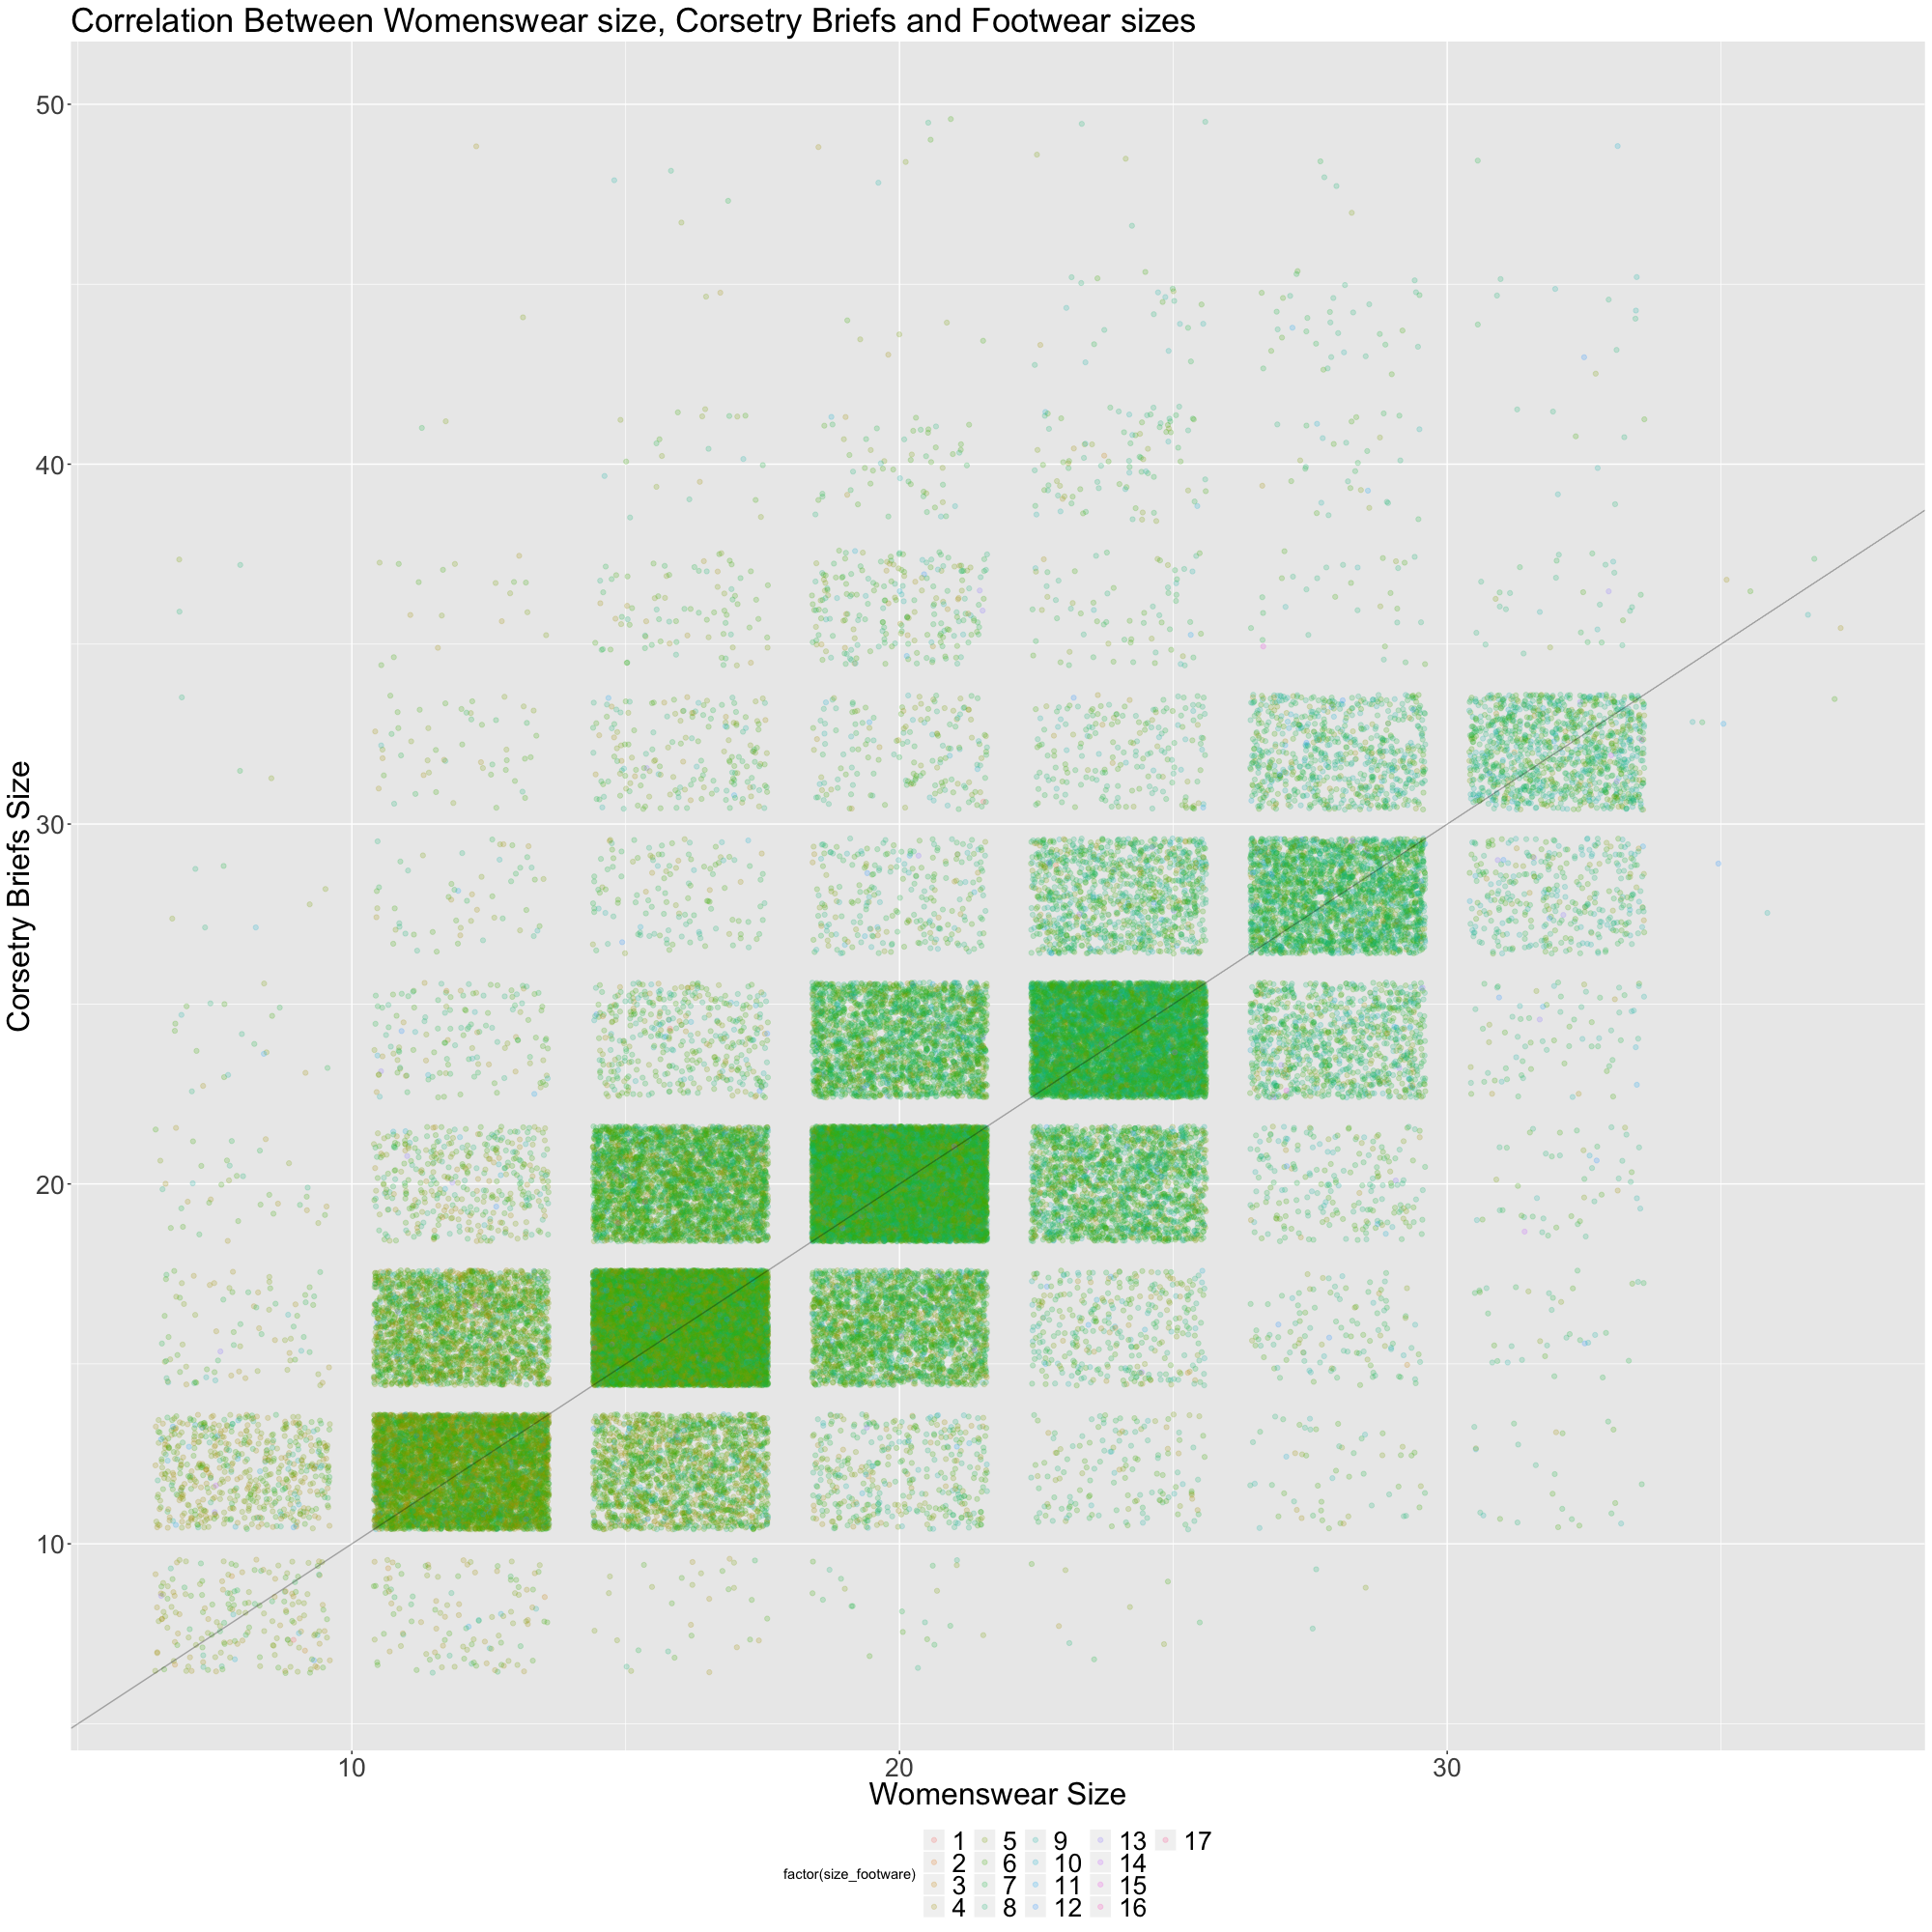 Correlation Between Womenswear size, Corsetry Briefs and Footwear sizes
50
40
30
20
10
Corsetry Briefs Size
10 20 30
Womenswear Size
factor(size_footware)
1 5 9 13 17
2 6 10 14
3 7 11 15
4 8 12 16